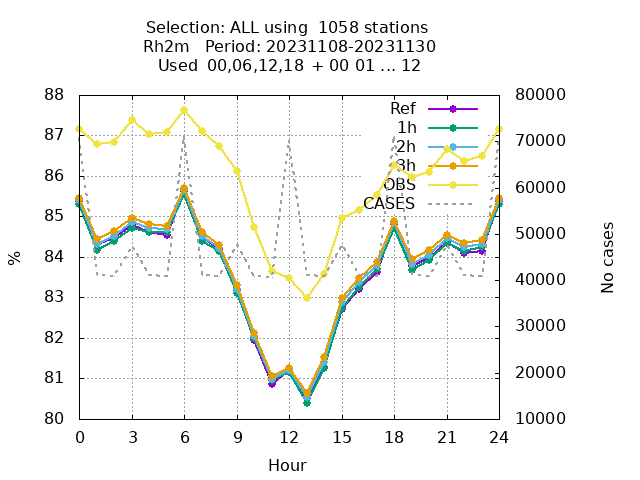 Selection: ALL using  1058 stations
Rh2m   Period: 20231108-20231130
Used  00,06,12,18  + 00 01 ... 12
88
87
86
85
84
83
82
81
80
%
80000
70000
60000
50000
40000
30000
20000
10000
No cases
Ref
1h
2h
3h
OBS
CASES
0 3 6 9 12 15 18 21 24
Hour